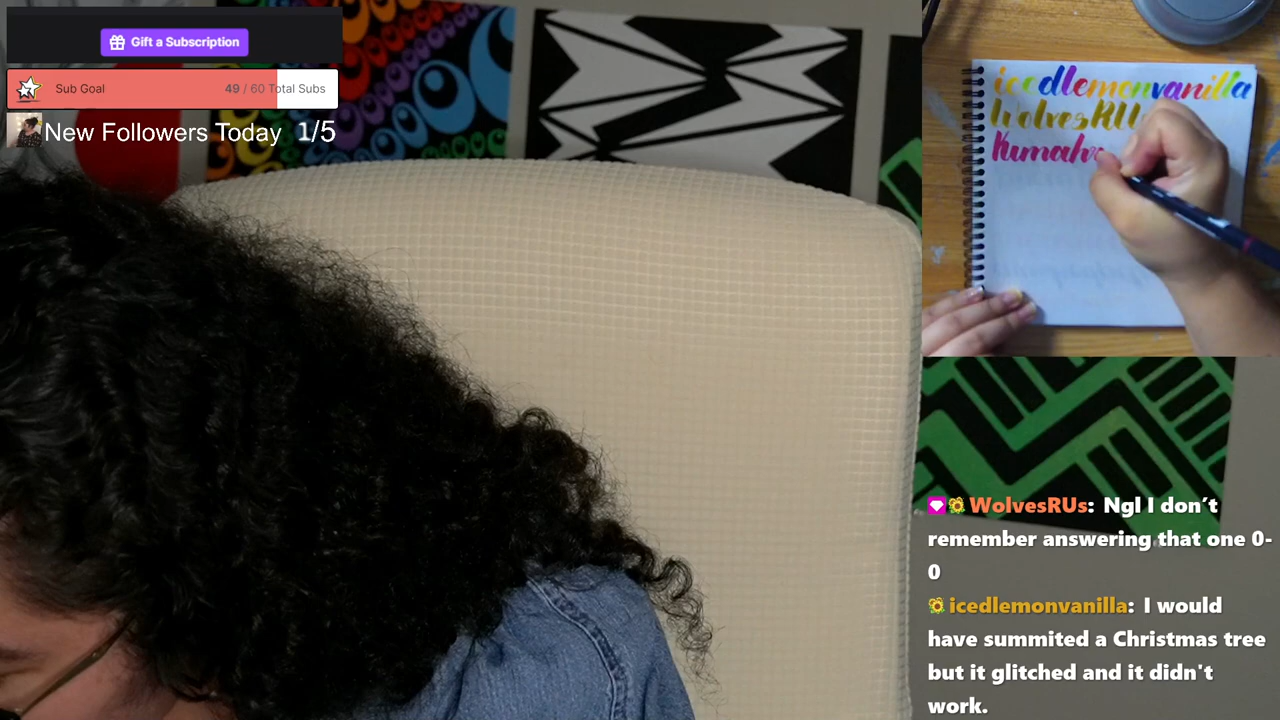 Gift a Subscription
Sub Goal 49 / 60 Total Subs
New Followers Today 1/5
icedlemonvanilla
WolvesRU
Kumah
WolvesRUs: Ngl I don´t
remember answering that one 0-
0
icedlemonvanilla: I would
have summited a Christmas tree
but it glitched and it didn't
work.